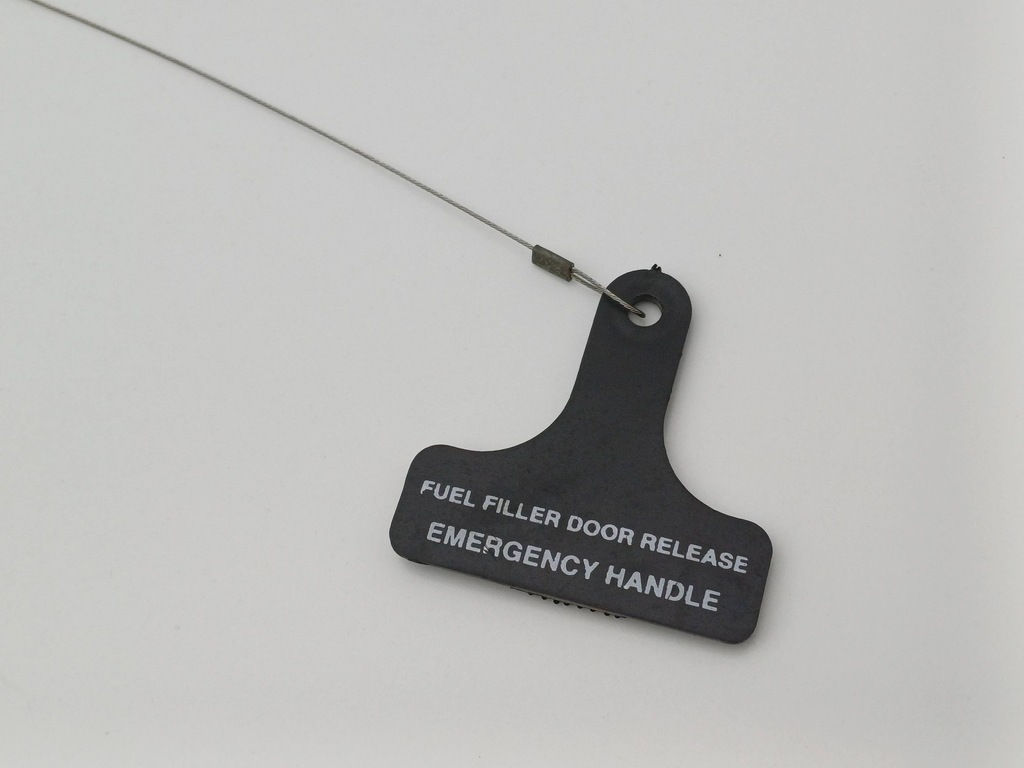 FUEL FILLER DOOR RELEASE
EMERGENCY HANDLE